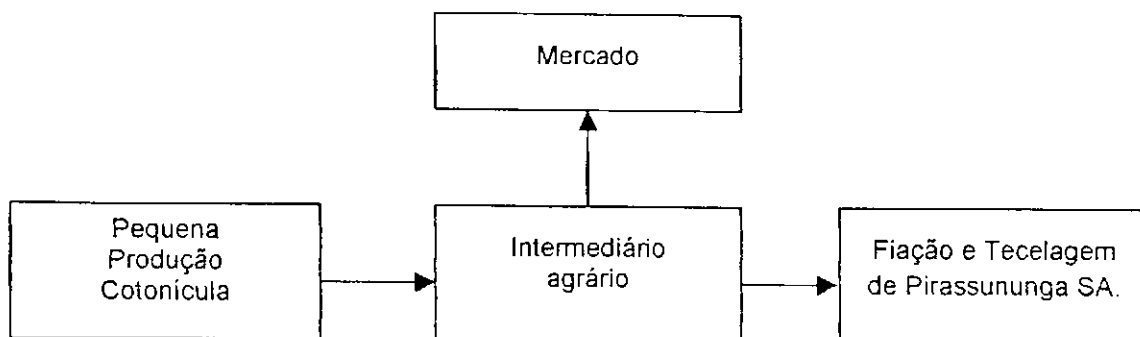 Mercado
Pequena
Produção
Cotonícula
Intermediário
agrário
Fiação e Tecelagem
de Pirassununga SA.